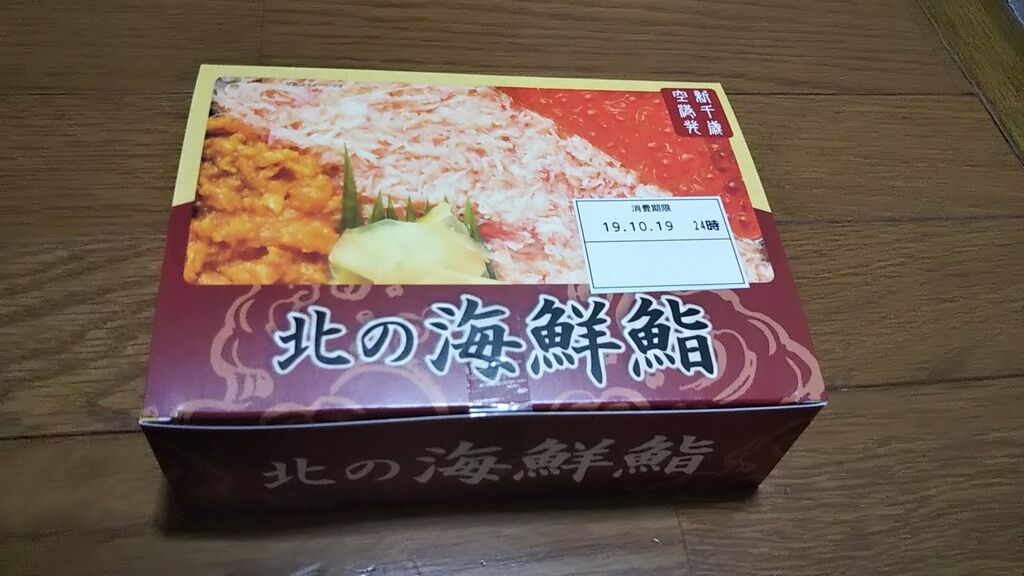 新千歳
空港発
消費期限
19.10.19 24時
北の海鮮鮨
北の海鮮鮨